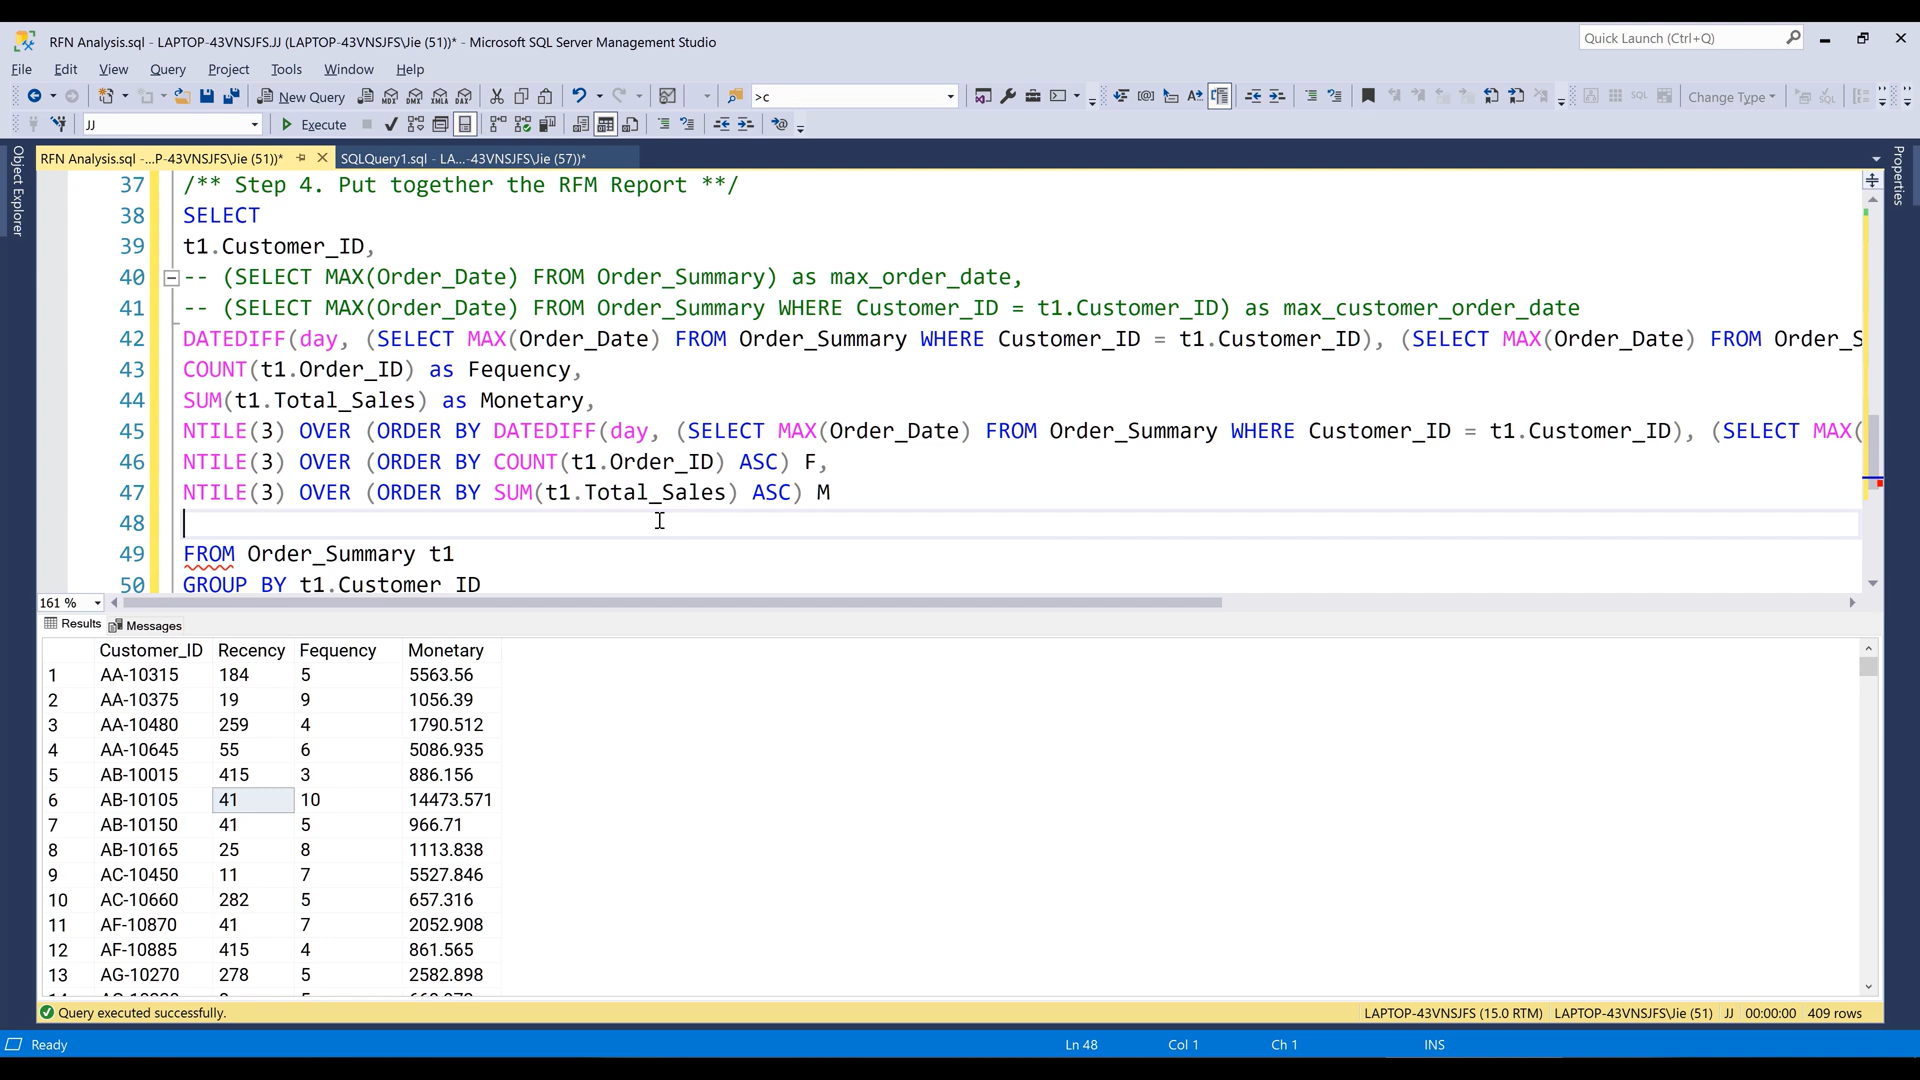 RFN Analysis.sql - LAPTOP-43VNSJFS.JJ (LAPTOP-43VNSJFS\Jie (51))* - Microsoft SQL Server Management Studio
Quick Launch (Ctrl+Q)
File Edit View Query Project Tools Window Help
New Query >c Change Type
JJ Execute
RFN Analysis.sql -...P-43VNSJFS\Jie (51))* SQLQuery1.sql - LA...-43VNSJFS\Jie (57))*
Object Explorer
Properties
37 /** Step 4. Put together the RFM Report **/
38 SELECT
39 t1.Customer_ID,
40 -- (SELECT MAX(Order_Date) FROM Order_Summary) as max_order_date,
41 -- (SELECT MAX(Order_Date) FROM Order_Summary WHERE Customer_ID = t1.Customer_ID) as max_customer_order_date
42 DATEDIFF(day, (SELECT MAX(Order_Date) FROM Order_Summary WHERE Customer_ID = t1.Customer_ID), (SELECT MAX(Order_Date) FROM Order_S
43 COUNT(t1.Order_ID) as Fequency,
44 SUM(t1.Total_Sales) as Monetary,
45 NTILE(3) OVER (ORDER BY DATEDIFF(day, (SELECT MAX(Order_Date) FROM Order_Summary WHERE Customer_ID = t1.Customer_ID), (SELECT MAX(
46 NTILE(3) OVER (ORDER BY COUNT(t1.Order_ID) ASC) F,
47 NTILE(3) OVER (ORDER BY SUM(t1.Total_Sales) ASC) M
48
49 FROM Order_Summary t1
50 GROUP BY t1.Customer_ID
161 %
Results Messages
Customer_ID Recency Fequency Monetary
1 AA-10315 184 5 5563.56
2 AA-10375 19 9 1056.39
3 AA-10480 259 4 1790.512
4 AA-10645 55 6 5086.935
5 AB-10015 415 3 886.156
6 AB-10105 41 10 14473.571
7 AB-10150 41 5 966.71
8 AB-10165 25 8 1113.838
9 AC-10450 11 7 5527.846
10 AC-10660 282 5 657.316
11 AF-10870 41 7 2052.908
12 AF-10885 415 4 861.565
13 AG-10270 278 5 2582.898
Query executed successfully. LAPTOP-43VNSJFS (15.0 RTM) LAPTOP-43VNSJFS\Jie (51) JJ 00:00:00 409 rows
Ready Ln 48 Col 1 Ch 1 INS